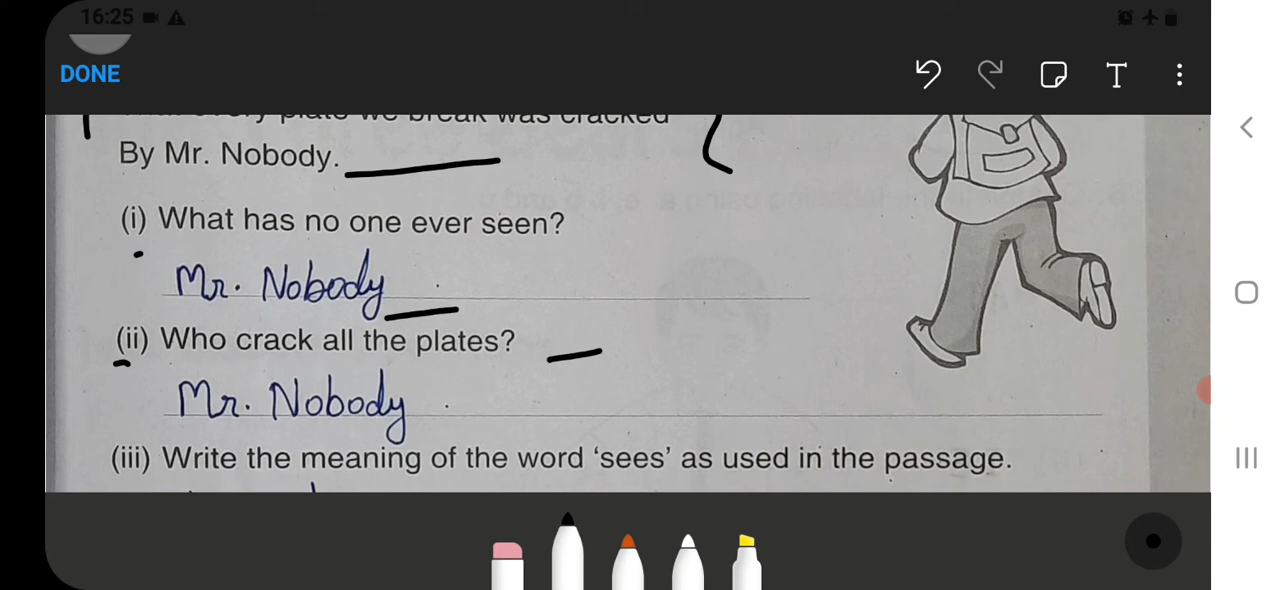 16:25
DONE
T
By Mr. Nobody.
(i) What has no one ever seen?
Mr. Nobody
(ii) Who crack all the plates?
Mr. Nobody
(iii) Write the meaning of the word ‘sees’ as used in the passage.